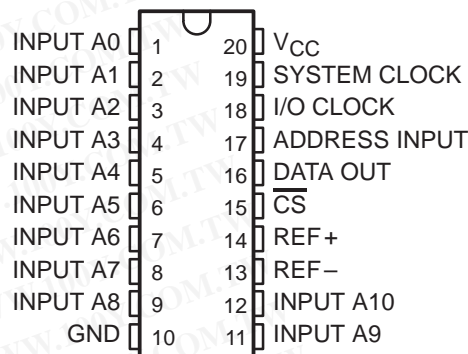 INPUT A0 1 20 VCC
INPUT A1 2 19 SYSTEM CLOCK
INPUT A2 3 18 I/O CLOCK
INPUT A3 4 17 ADDRESS INPUT
INPUT A4 5 16 DATA OUT
INPUT A5 6 15 C̅S̅
INPUT A6 7 14 REF+
INPUT A7 8 13 REF–
INPUT A8 9 12 INPUT A10
GND 10 11 INPUT A9